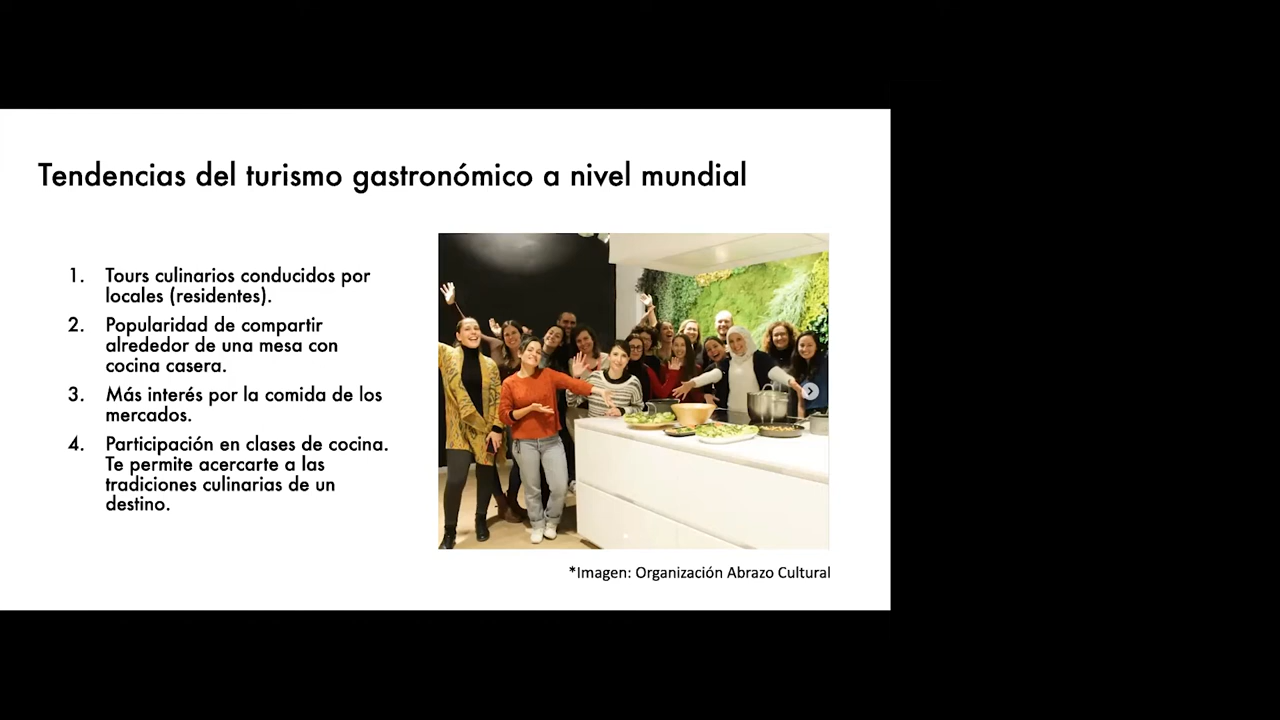 Tendencias del turismo gastronómico a nivel mundial
1. Tours culinarios conducidos por
locales (residentes).
2. Popularidad de compartir
alrededor de una mesa con
cocina casera.
3. Más interés por la comida de los
mercados.
4. Participación en clases de cocina.
Te permite acercarte a las
tradiciones culinarias de un
destino.
*Imagen: Organización Abrazo Cultural